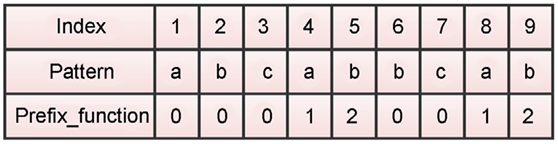 Index 1 2 3 4 5 6 7 8 9
Pattern a b c a b b c a b
Prefix_function 0 0 0 1 2 0 0 1 2